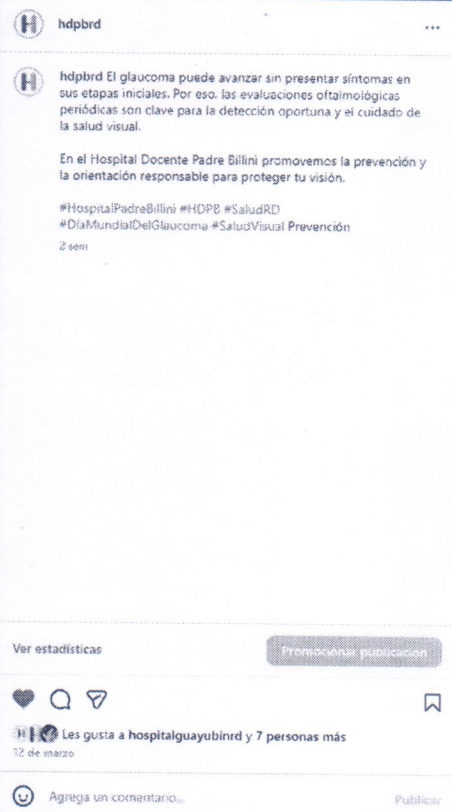 hdpbrd
hdpbrd El glaucoma puede avanzar sin presentar síntomas en
sus etapas iniciales. Por eso, las evaluaciones oftalmológicas
periódicas son clave para la detección oportuna y el cuidado de
la salud visual.
En el Hospital Docente Padre Billini promovemos la prevención y
la orientación responsable para proteger tu visión.
#HospitalPadreBillini #HDPB #SaludRD
#DíaMundialDelGlaucoma #SaludVisual Prevención
2 sem
Ver estadísticas
Promocionar publicación
Les gusta a hospitalguayubinrd y 7 personas más
12 de marzo
Agrega un comentario...
Publicar